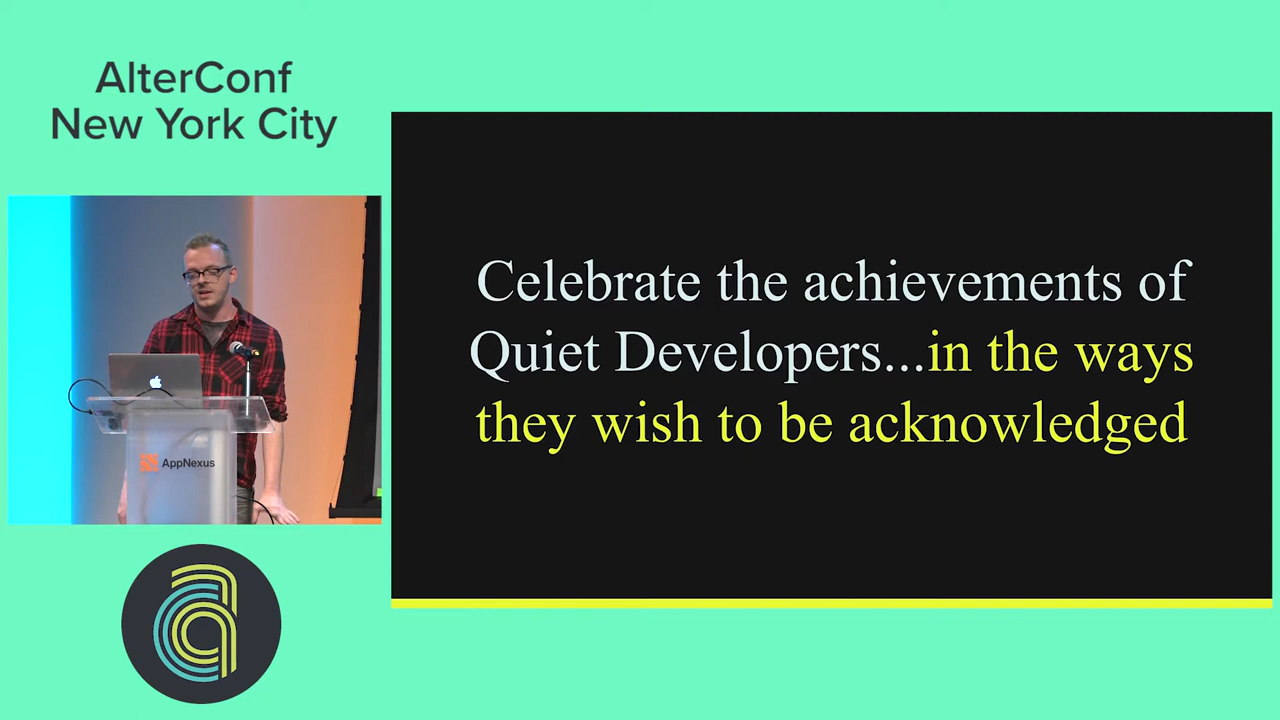 AlterConf
New York City
Celebrate the achievements of
Quiet Developers...in the ways
they wish to be acknowledged
AppNexus